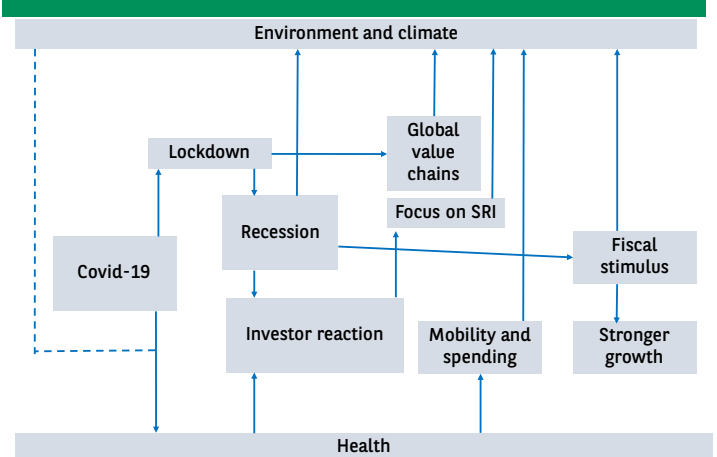 Environment and climate
Global
value
chains
Lockdown
Focus on SRI
Recession
Fiscal
stimulus
Covid-19
Investor reaction
Mobility and
spending
Stronger
growth
Health